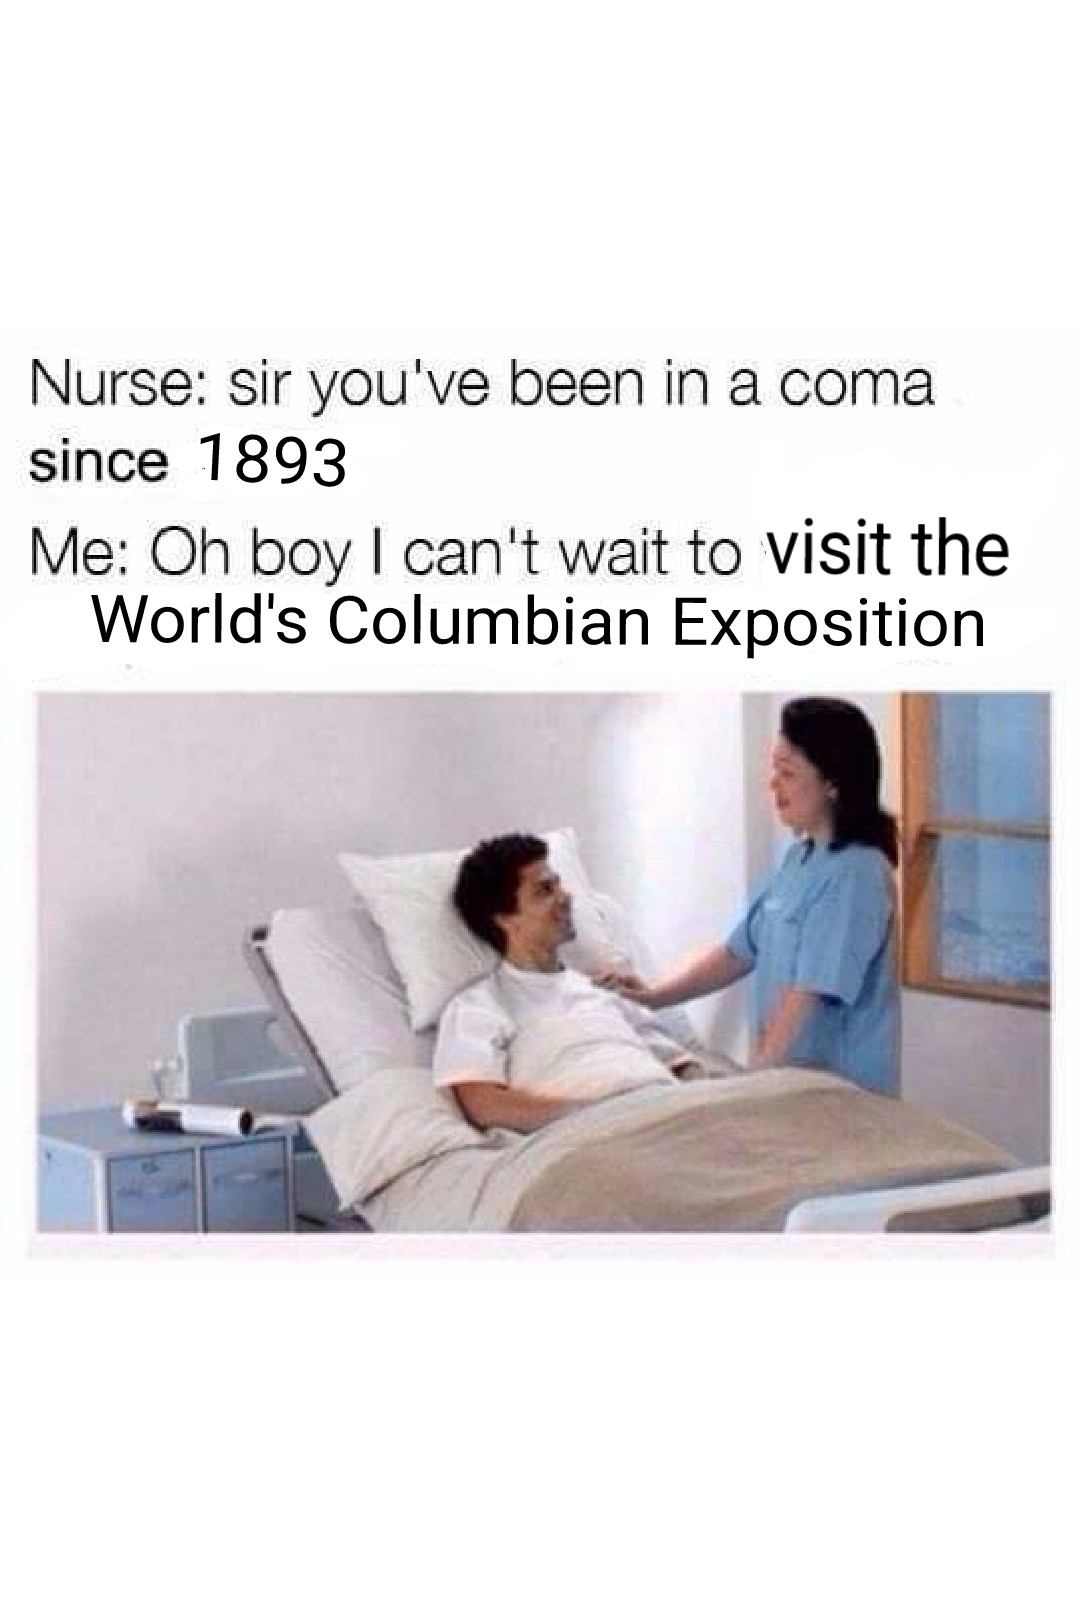 Nurse: sir you've been in a coma
since 1893
Me: Oh boy I can't wait to visit the
World's Columbian Exposition